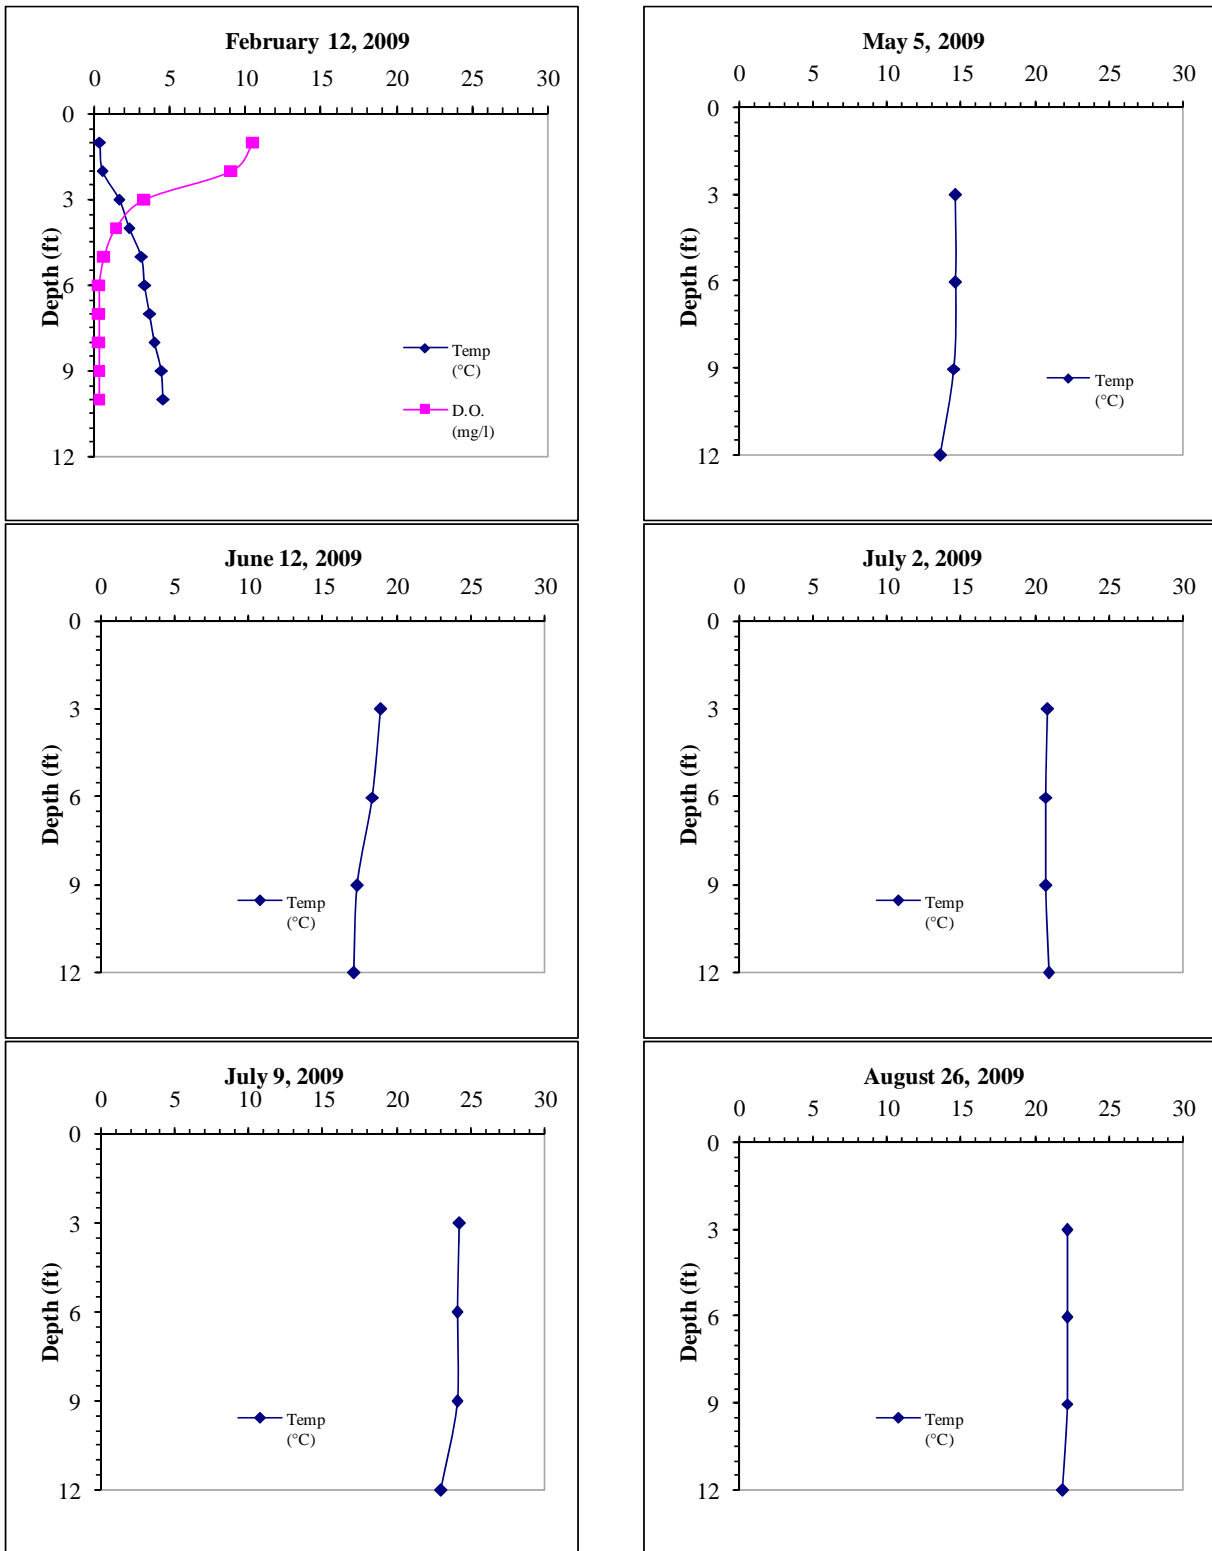 February 12, 2009
0 5 10 15 20 25 30
0
3
6
9
12
Depth (ft)
Temp
(°C)
D.O.
(mg/l)
May 5, 2009
0 5 10 15 20 25 30
0
3
6
9
12
Depth (ft)
Temp
(°C)
June 12, 2009
0 5 10 15 20 25 30
0
3
6
9
12
Depth (ft)
Temp
(°C)
July 2, 2009
0 5 10 15 20 25 30
0
3
6
9
12
Depth (ft)
Temp
(°C)
July 9, 2009
0 5 10 15 20 25 30
0
3
6
9
12
Depth (ft)
Temp
(°C)
August 26, 2009
0 5 10 15 20 25 30
0
3
6
9
12
Depth (ft)
Temp
(°C)